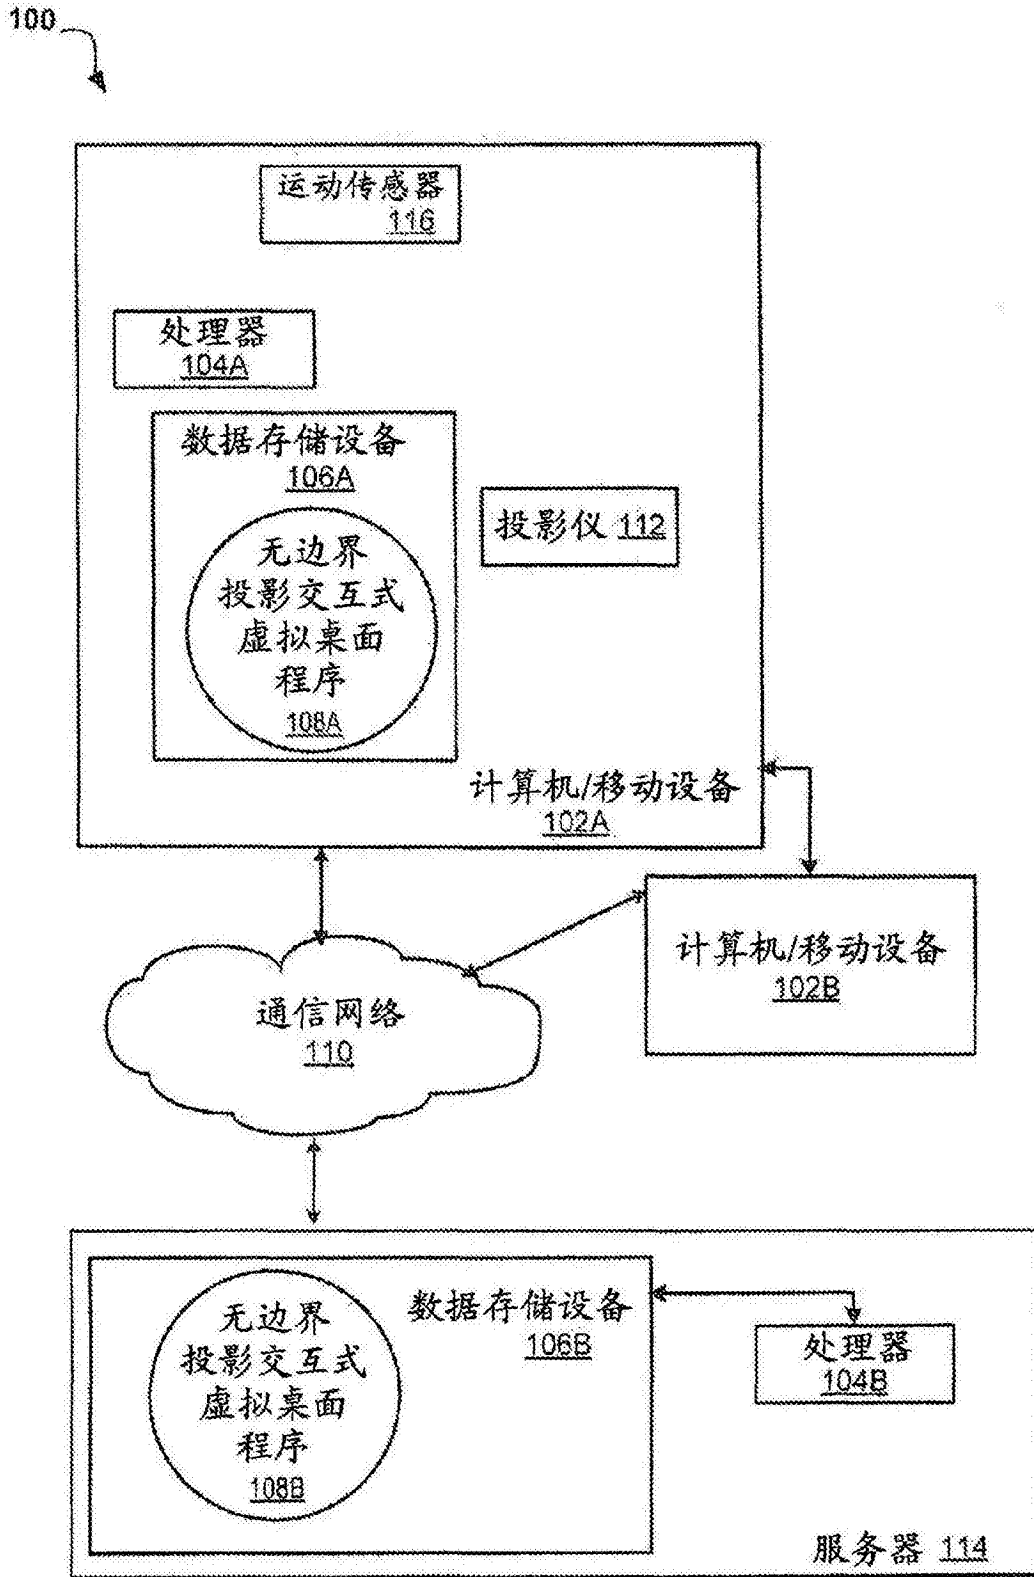 100
运动传感器
116
处理器
104A
数据存储设备
106A
投影仪 112
无边界
投影交互式
虚拟桌面
程序
108A
计算机/移动设备
102A
计算机/移动设备
102B
通信网络
110
无边界
投影交互式
虚拟桌面
程序
108B
数据存储设备
106B
处理器
104B
服务器 114